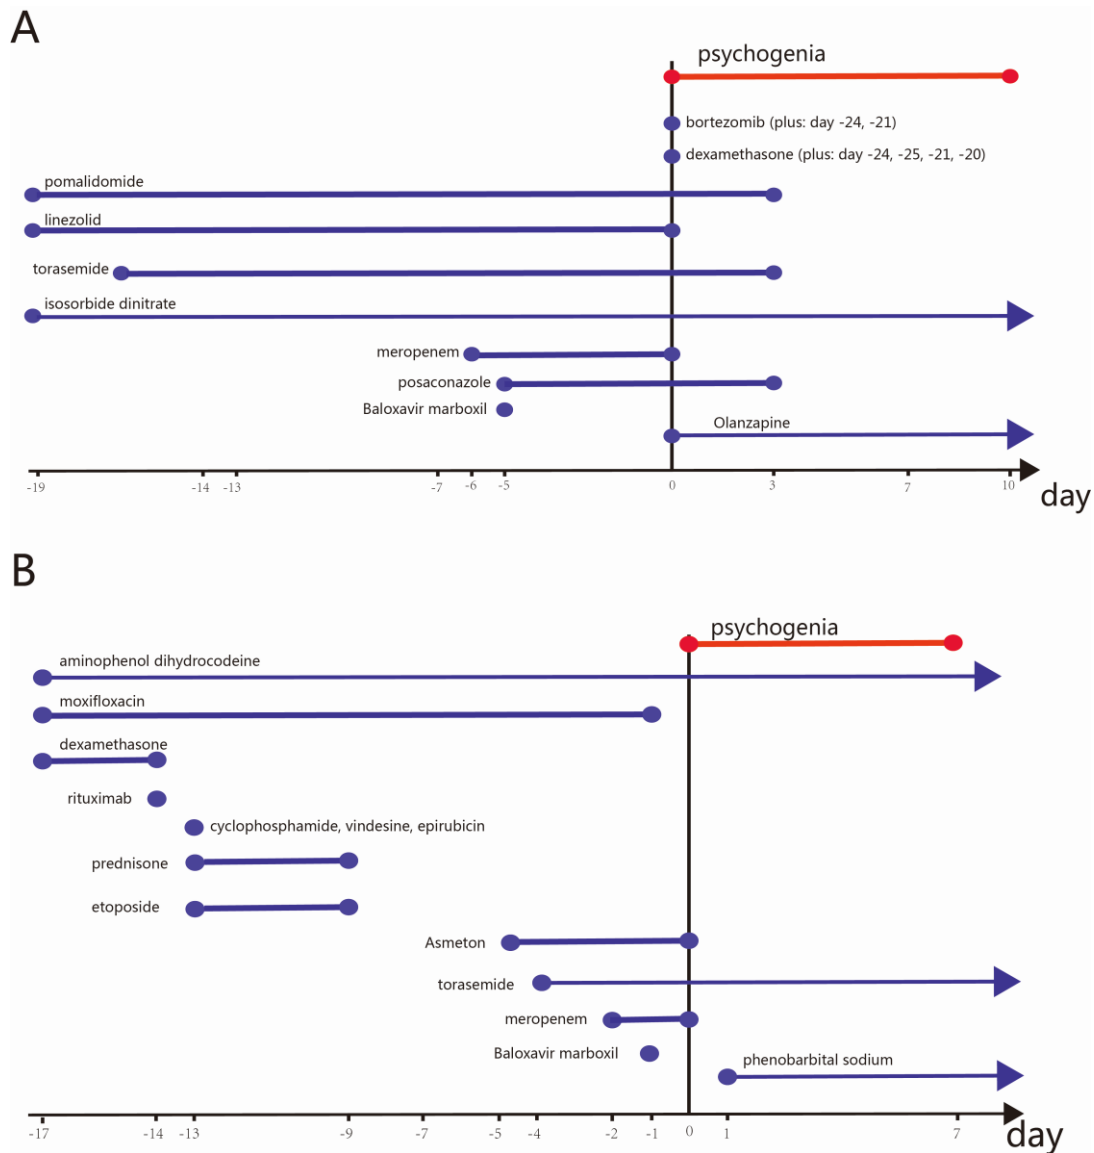 A
psychogenia
bortezomib (plus: day -24, -21)
dexamethasone (plus: day -24, -25, -21, -20)
pomalidomide
linezolid
torasemide
isosorbide dinitrate
meropenem
posaconazole
Baloxavir marboxil
Olanzapine
-19 -14 -13 -7 -6 -5 0 3 7 10
day
B
psychogenia
aminophenol dihydrocodeine
moxifloxacin
dexamethasone
rituximab
cyclophosphamide, vindesine, epirubicin
prednisone
etoposide
Asmeton
torasemide
meropenem
Baloxavir marboxil
phenobarbital sodium
-17 -14 -13 -9 -7 -5 -4 -2 -1 0 1 7
day